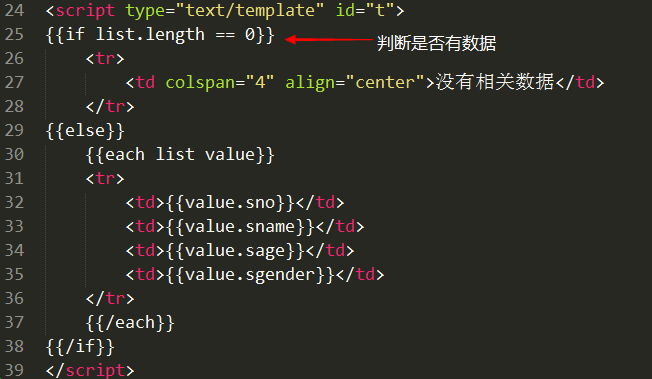 24 <script type="text/template" id="t">
25 {{if list.length == 0}} 判断是否有数据
26     <tr>
27         <td colspan="4" align="center">没有相关数据</td>
28     </tr>
29 {{else}}
30     {{each list value}}
31     <tr>
32         <td>{{value.sno}}</td>
33         <td>{{value.sname}}</td>
34         <td>{{value.sage}}</td>
35         <td>{{value.sgender}}</td>
36     </tr>
37     {{/each}}
38 {{/if}}
39 </script>